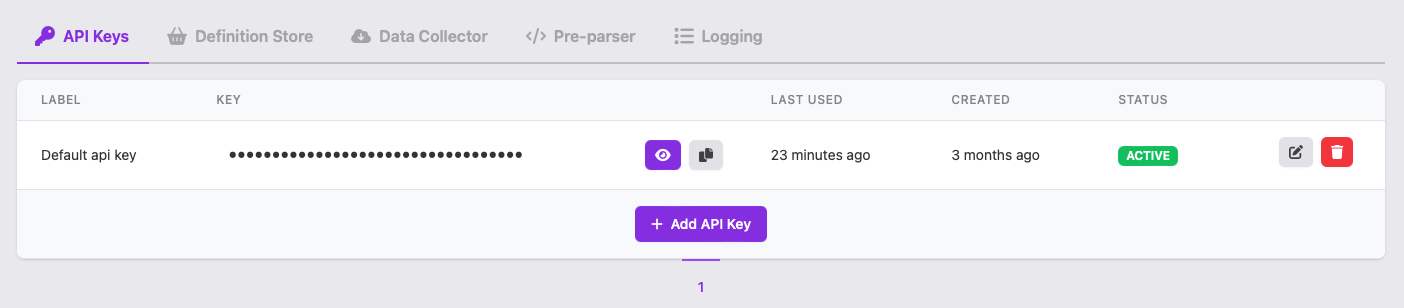 API Keys Definition Store Data Collector Pre-parser Logging
LABEL KEY LAST USED CREATED STATUS
Default api key •••••••••••••••••••••••••••••••••• 23 minutes ago 3 months ago ACTIVE
+ Add API Key
1